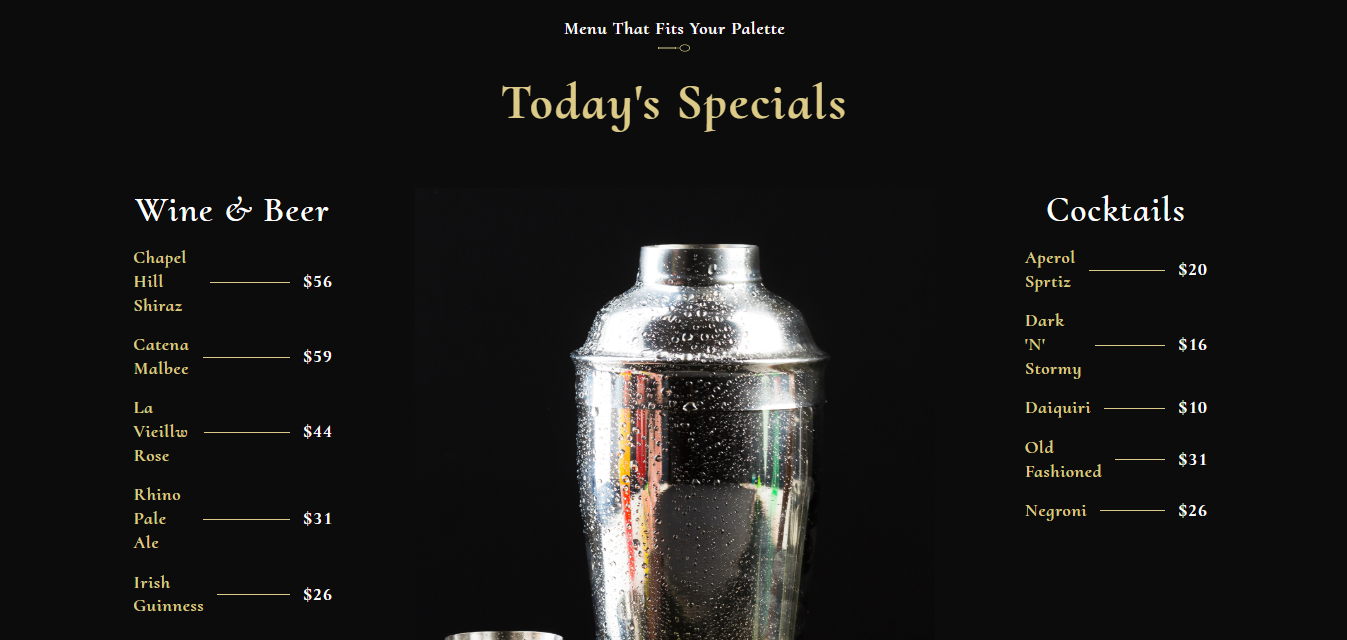 Menu That Fits Your Palette
Today's Specials
Wine & Beer
Chapel
Hill
Shiraz
$56
Catena
Malbee
$59
La
Vieillw
Rose
$44
Rhino
Pale
Ale
$31
Irish
Guinness
$26
Cocktails
Aperol
Sprtiz
$20
Dark
'N'
Stormy
$16
Daiquiri
$10
Old
Fashioned
$31
Negroni
$26